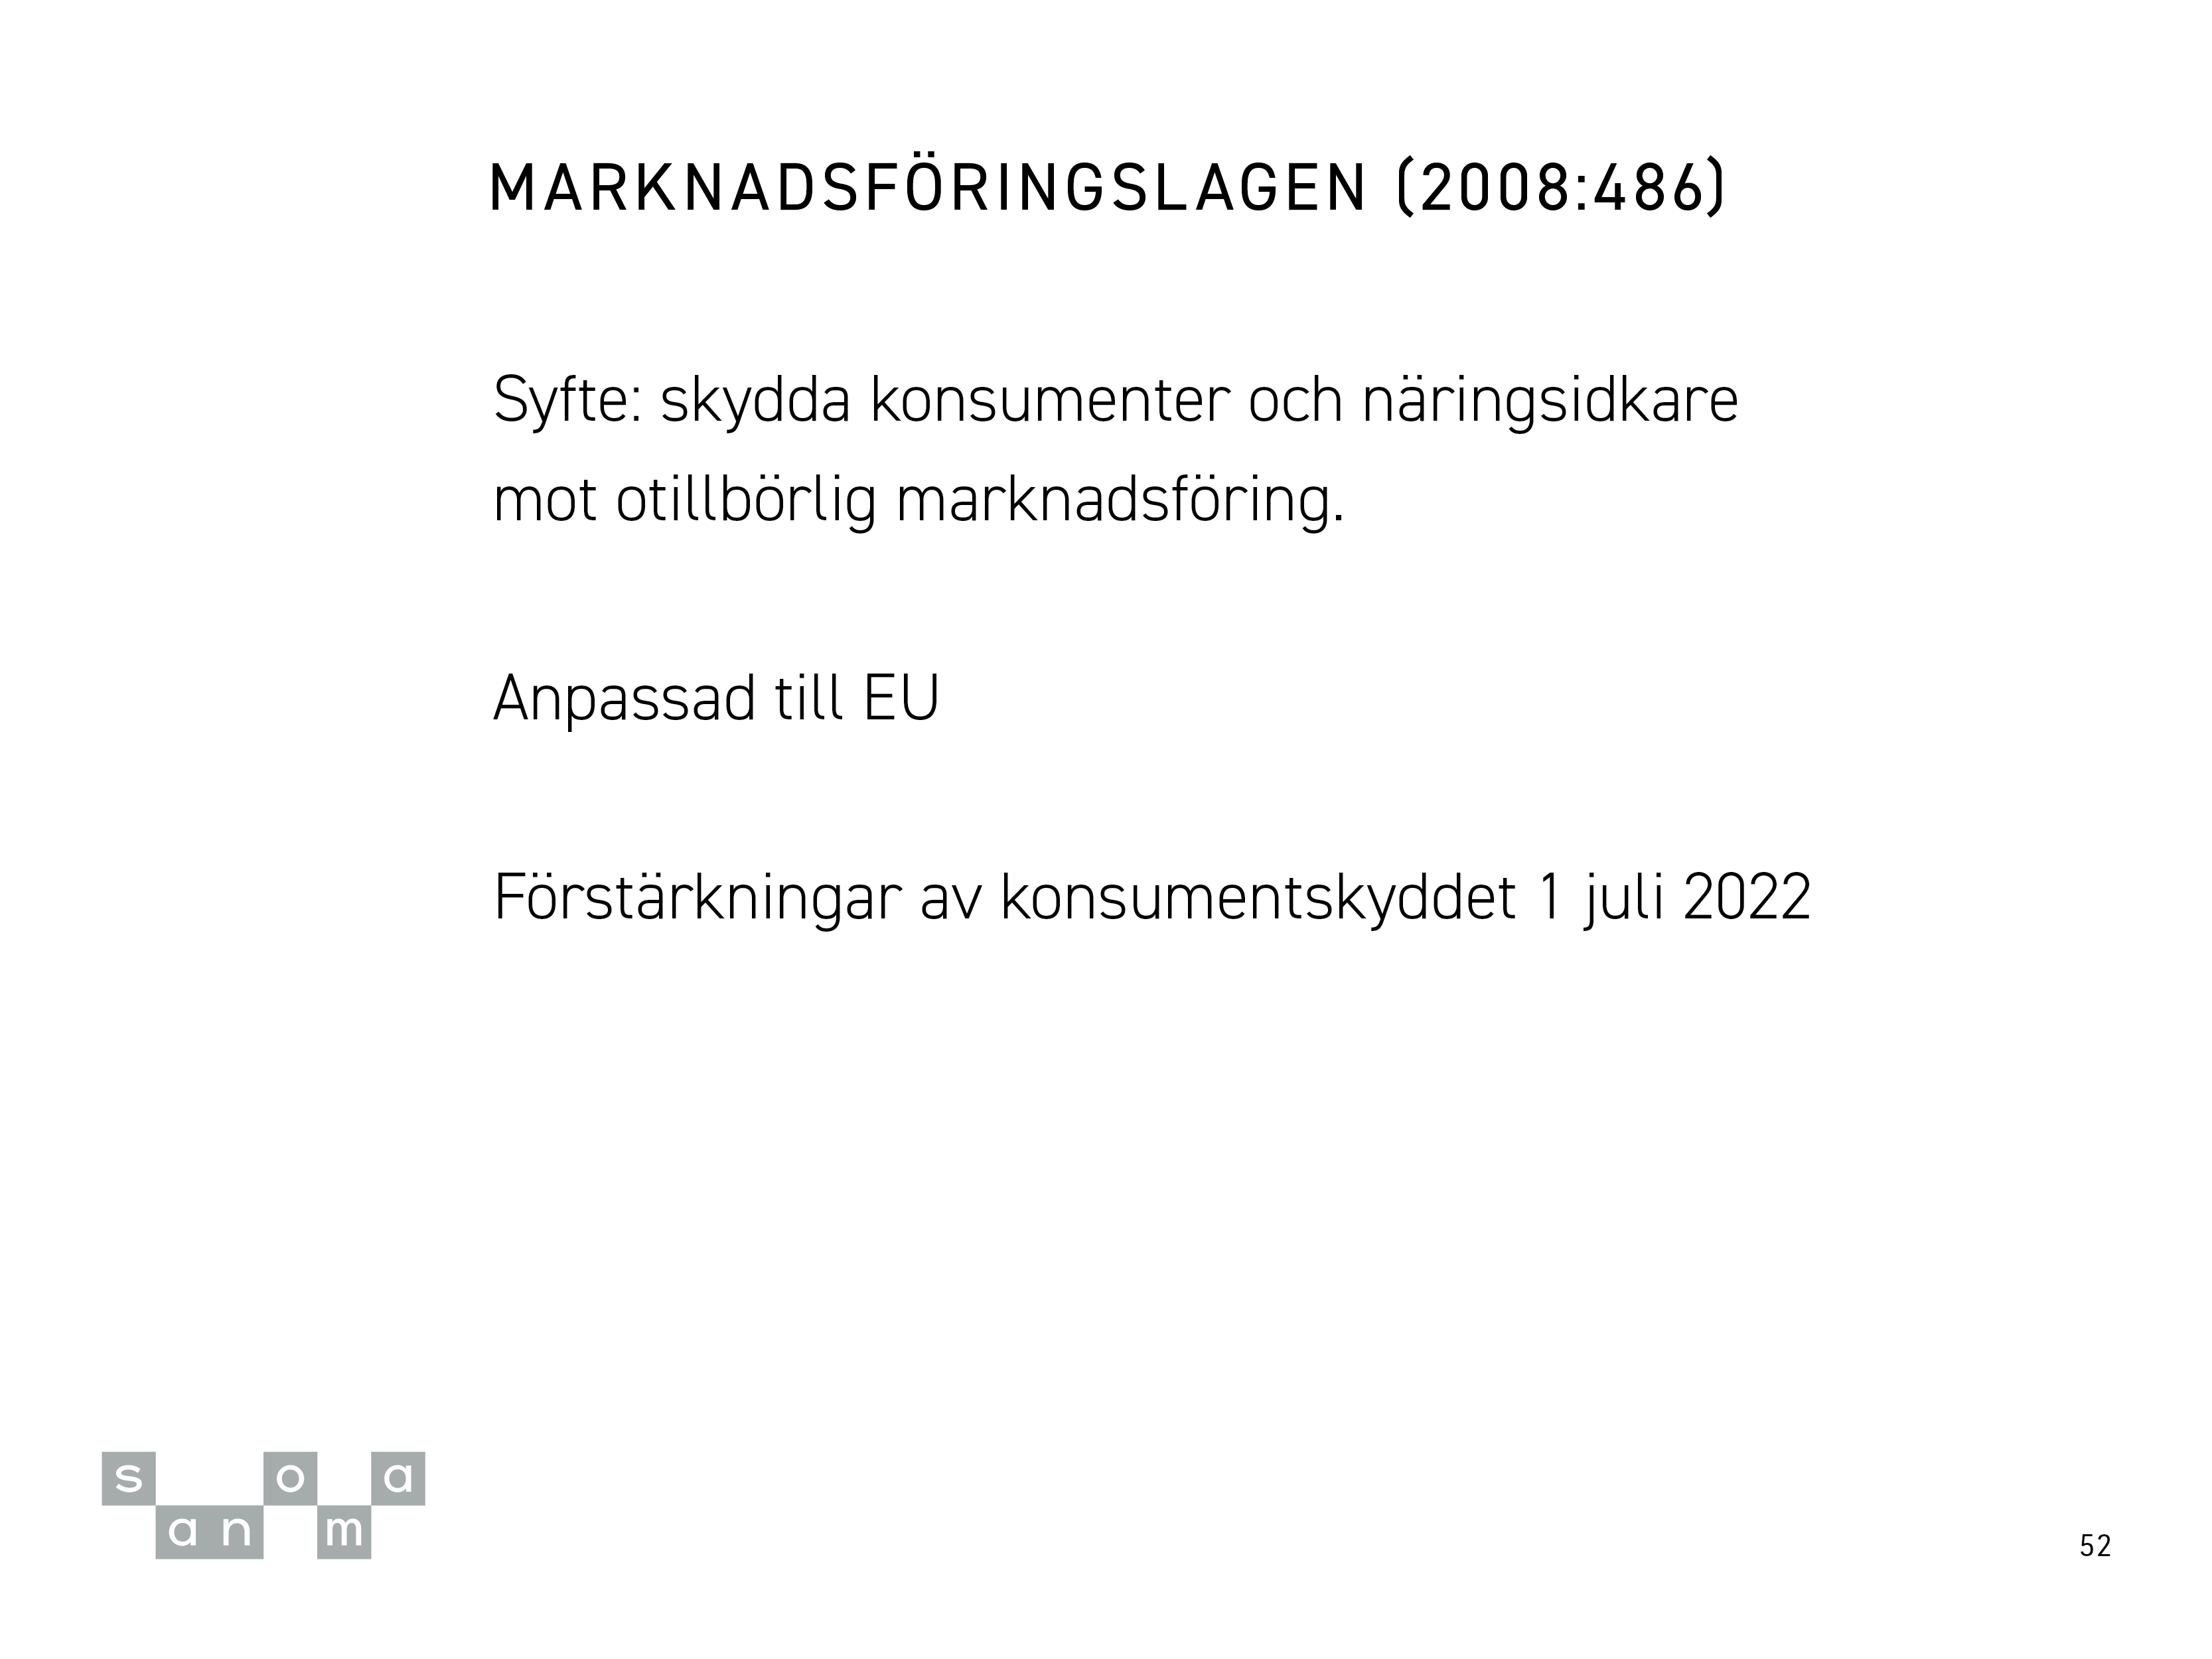 MARKNADSFÖRINGSLAGEN (2008:486)
Syfte: skydda konsumenter och näringsidkare
mot otillbörlig marknadsföring.
Anpassad till EU
Förstärkningar av konsumentskyddet 1 juli 2022
sanoma
52